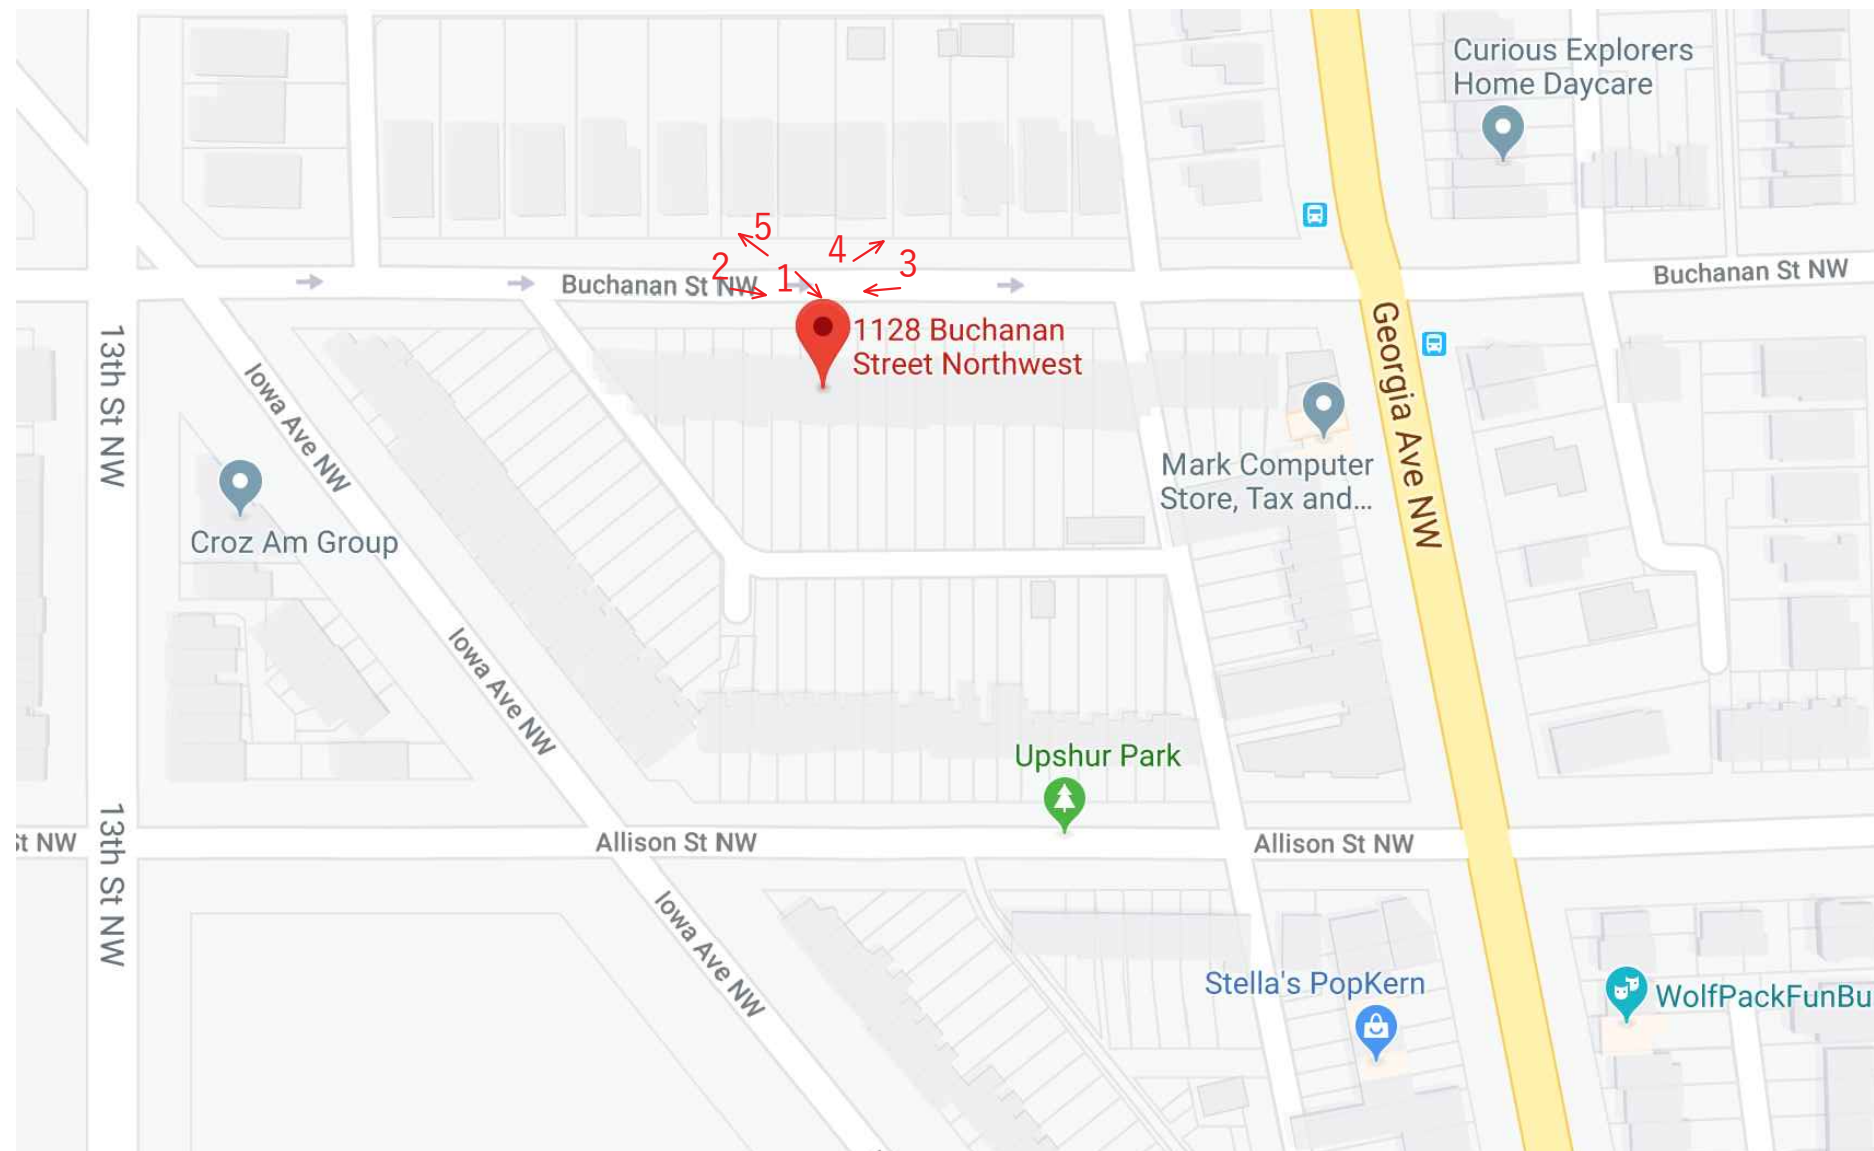 Curious Explorers
Home Daycare
5
4
3
2
1
Buchanan St NW
Buchanan St NW
1128 Buchanan
Street Northwest
13th St NW
Iowa Ave NW
Georgia Ave NW
Mark Computer
Store, Tax and...
Croz Am Group
Iowa Ave NW
Upshur Park
St NW
13th St NW
Allison St NW
Allison St NW
Iowa Ave NW
Stella's PopKern
WolfPackFunBu